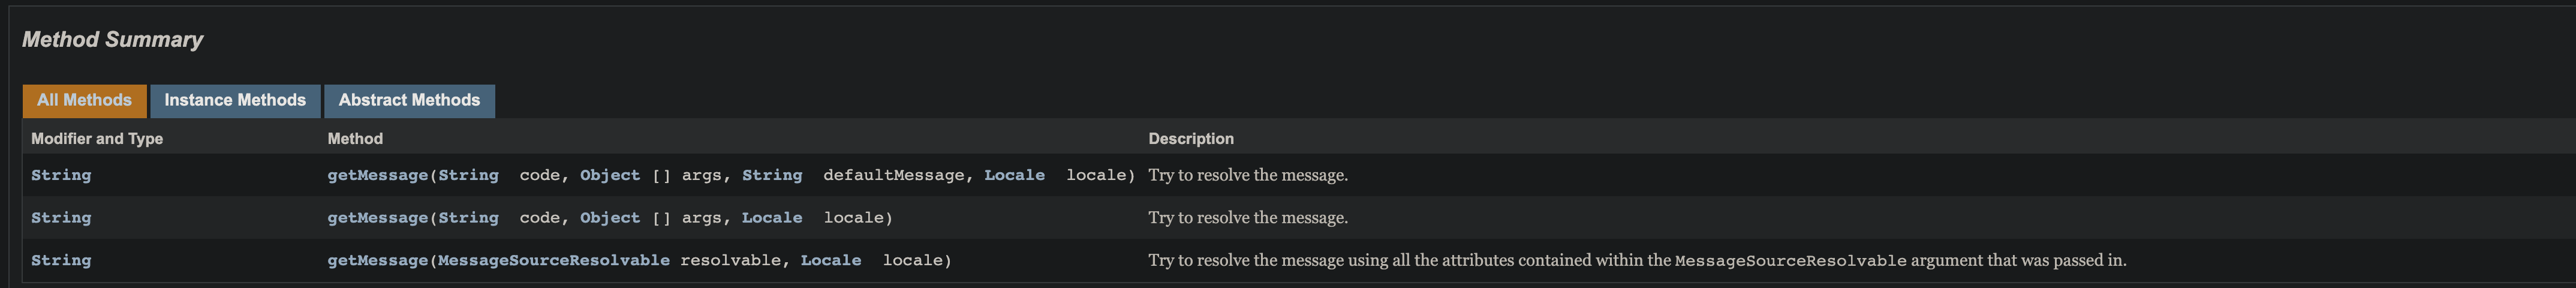 Method Summary
All Methods Instance Methods Abstract Methods
Modifier and Type Method Description
String getMessage(String code, Object [] args, String defaultMessage, Locale locale) Try to resolve the message.
String getMessage(String code, Object [] args, Locale locale) Try to resolve the message.
String getMessage(MessageSourceResolvable resolvable, Locale locale) Try to resolve the message using all the attributes contained within the MessageSourceResolvable argument that was passed in.